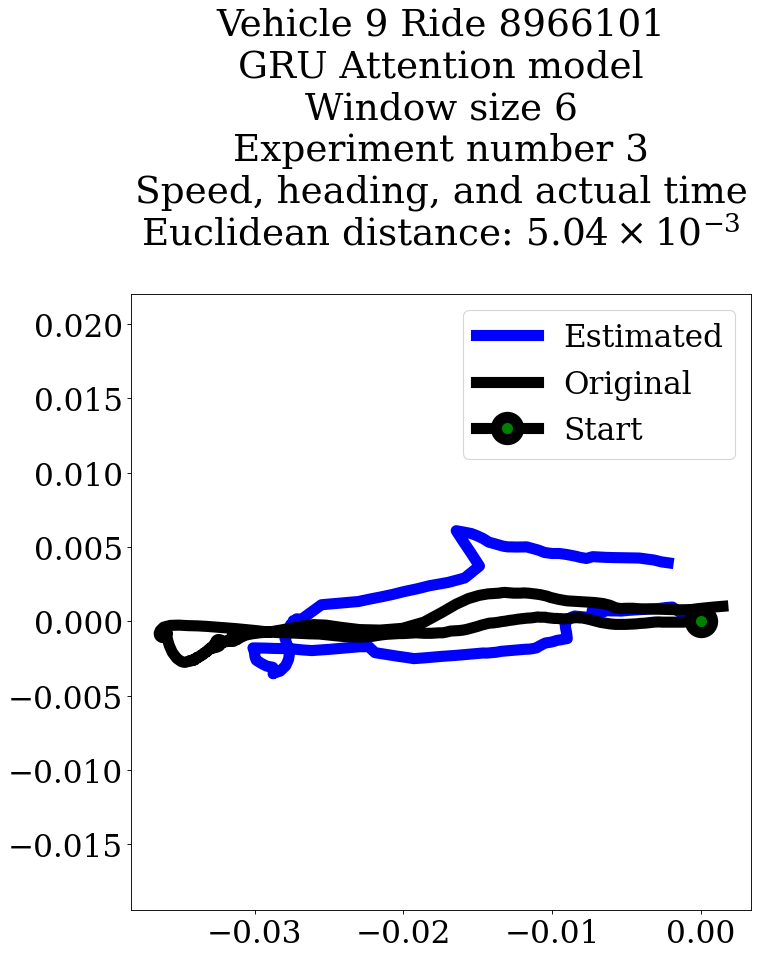 Vehicle 9 Ride 8966101
GRU Attention model
Window size 6
Experiment number 3
Speed, heading, and actual time
Euclidean distance: 5.04 × 10⁻³
Estimated
Original
Start
0.020
0.015
0.010
0.005
0.000
−0.005
−0.010
−0.015
−0.03 −0.02 −0.01 0.00